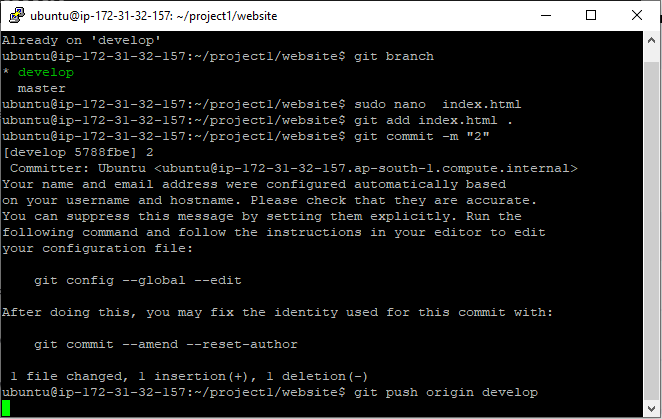 ubuntu@ip-172-31-32-157: ~/project1/website
Already on 'develop'
ubuntu@ip-172-31-32-157:~/project1/website$ git branch
* develop
  master
ubuntu@ip-172-31-32-157:~/project1/website$ sudo nano  index.html
ubuntu@ip-172-31-32-157:~/project1/website$ git add index.html .
ubuntu@ip-172-31-32-157:~/project1/website$ git commit -m "2"
[develop 5788fbe] 2
 Committer: Ubuntu <ubuntu@ip-172-31-32-157.ap-south-1.compute.internal>
Your name and email address were configured automatically based
on your username and hostname. Please check that they are accurate.
You can suppress this message by setting them explicitly. Run the
following command and follow the instructions in your editor to edit
your configuration file:
    git config --global --edit
After doing this, you may fix the identity used for this commit with:
    git commit --amend --reset-author
 1 file changed, 1 insertion(+), 1 deletion(-)
ubuntu@ip-172-31-32-157:~/project1/website$ git push origin develop